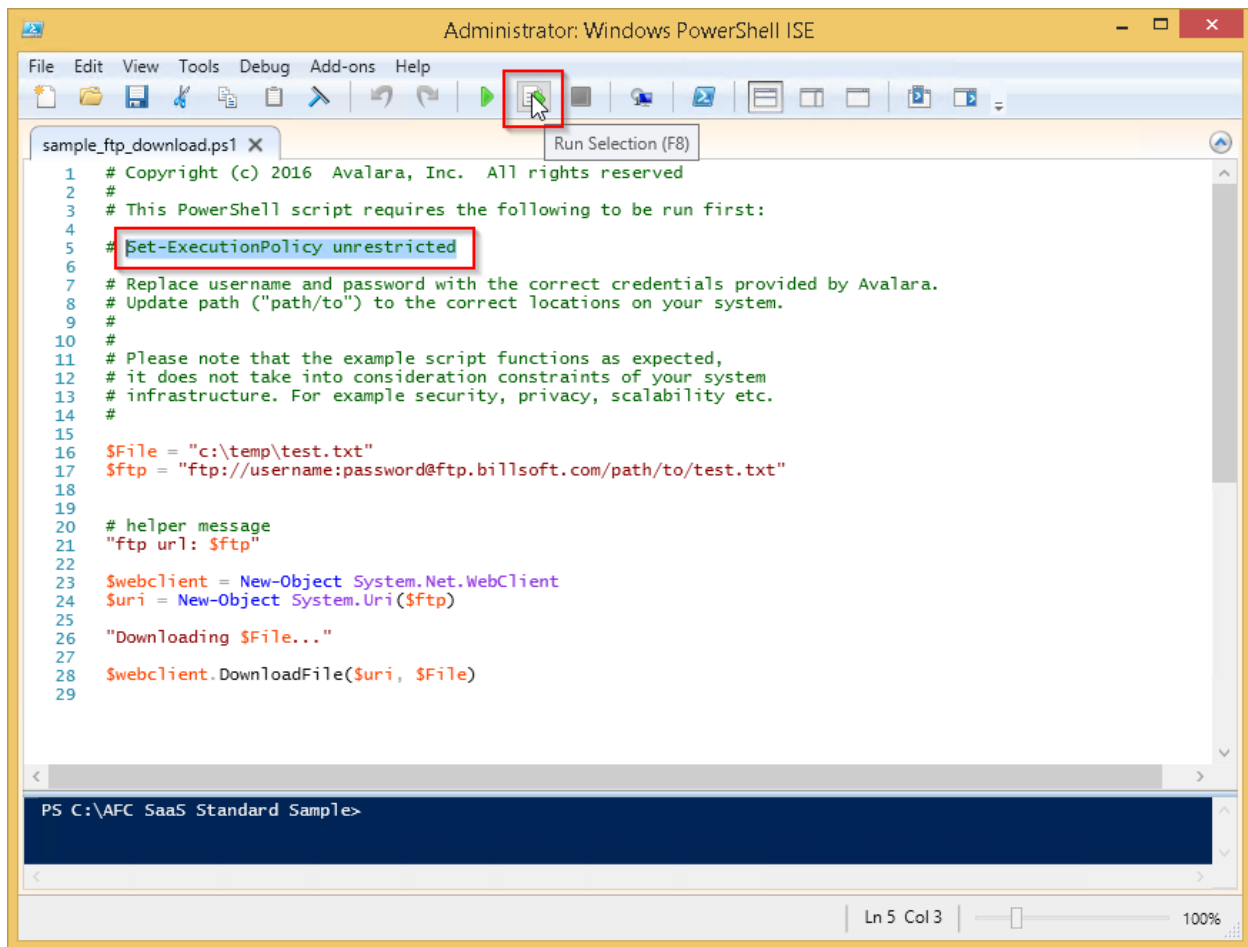 Administrator: Windows PowerShell ISE
File Edit View Tools Debug Add-ons Help
sample_ftp_download.ps1
Run Selection (F8)
1 # Copyright (c) 2016  Avalara, Inc.  All rights reserved
2 #
3 # This PowerShell script requires the following to be run first:
4
5 # Set-ExecutionPolicy unrestricted
6
7 # Replace username and password with the correct credentials provided by Avalara.
8 # Update path ("path/to") to the correct locations on your system.
9 #
10 #
11 # Please note that the example script functions as expected,
12 # it does not take into consideration constraints of your system
13 # infrastructure. For example security, privacy, scalability etc.
14 #
15
16 $File = "c:\temp\test.txt"
17 $ftp = "ftp://username:password@ftp.billsoft.com/path/to/test.txt"
18
19
20 # helper message
21 "ftp url: $ftp"
22
23 $webclient = New-Object System.Net.WebClient
24 $uri = New-Object System.Uri($ftp)
25
26 "Downloading $File..."
27
28 $webclient.DownloadFile($uri, $File)
29
PS C:\AFC SaaS Standard Sample>
Ln 5 Col 3
100%